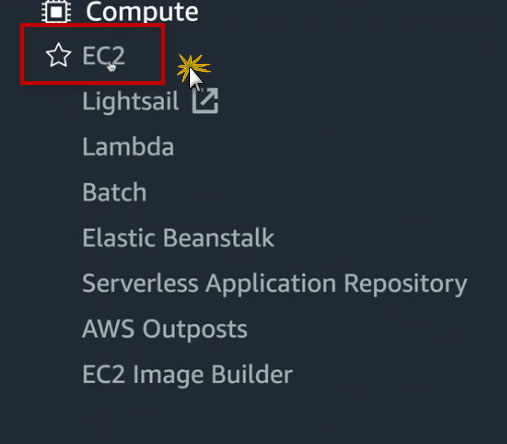 Compute
EC2
Lightsail
Lambda
Batch
Elastic Beanstalk
Serverless Application Repository
AWS Outposts
EC2 Image Builder